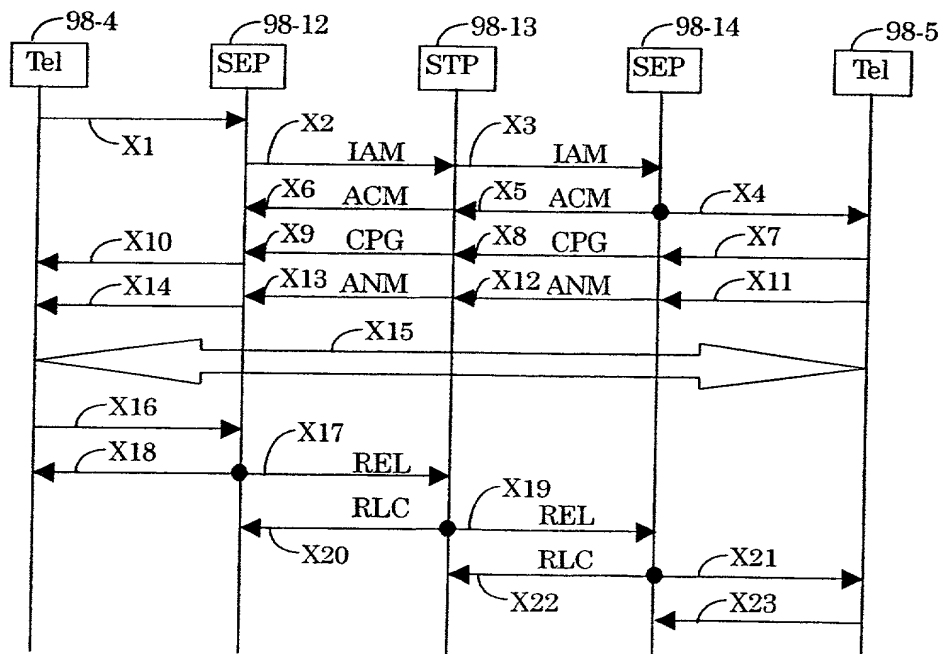 98-4 98-12 98-13 98-14 98-5
Tel SEP STP SEP Tel
X1
X2 IAM X3 IAM
X6 ACM X5 ACM X4
X10 X9 CPG X8 CPG X7
X14 X13 ANM X12 ANM X11
X15
X16
X18 X17 REL
RLC X19 REL
X20
RLC X21
X22 X23